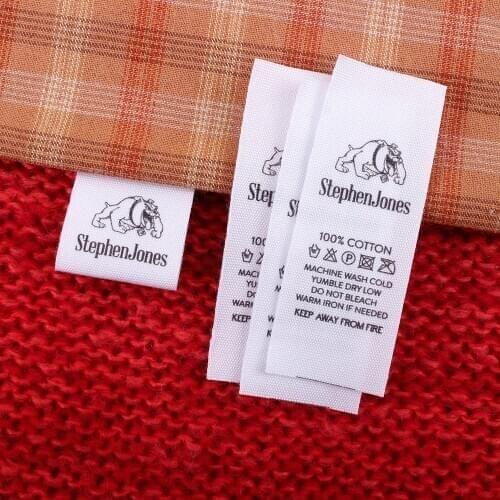 StephenJones
StephenJones
100% COTTON
MACHINE WASH COLD
YUMBLE DRY LOW
DO NOT BLEACH
WARM IRON IF NEEDED
KEEP AWAY FROM FIRE